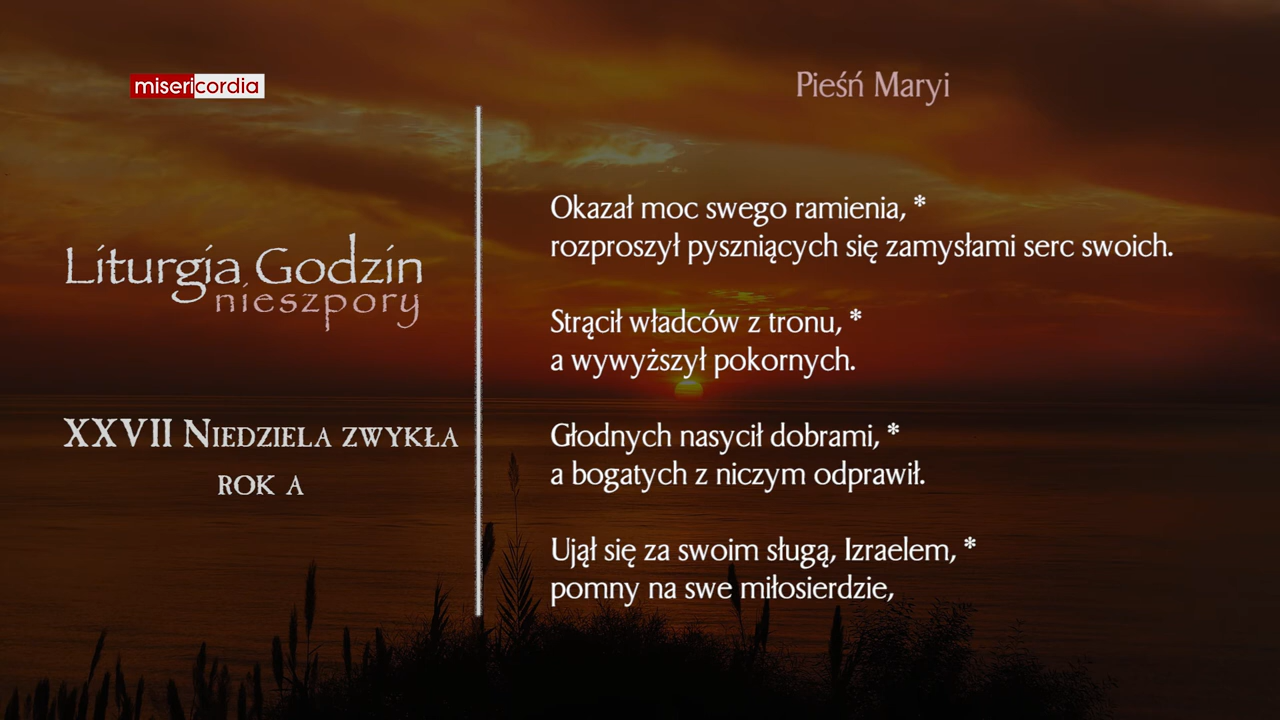 misericordia
Liturgia Godzin
nieszpory
XXVII Niedziela zwykła
rok A
Pieśń Maryi
Okazał moc swego ramienia, *
rozproszył pyszniących się zamysłami serc swoich.
Strącił władców z tronu, *
a wywyższył pokornych.
Głodnych nasycił dobrami, *
a bogatych z niczym odprawił.
Ujął się za swoim sługą, Izraelem, *
pomny na swe miłosierdzie,